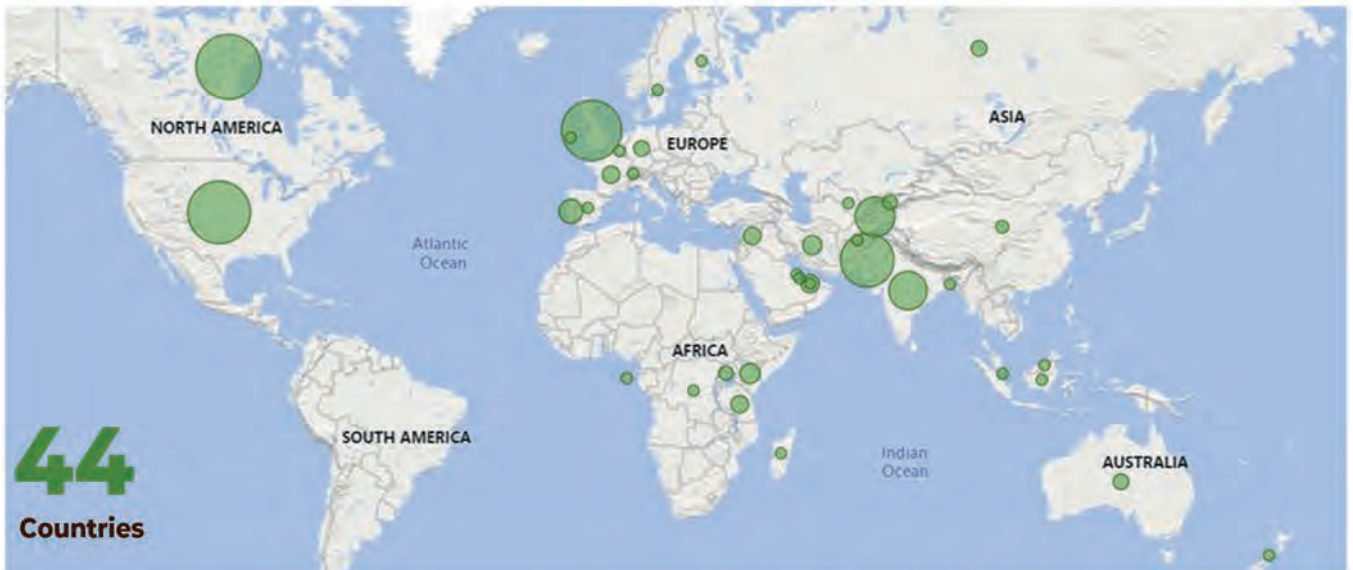 NORTH AMERICA
EUROPE
ASIA
Atlantic
Ocean
AFRICA
SOUTH AMERICA
Indian
Ocean
AUSTRALIA
44
Countries